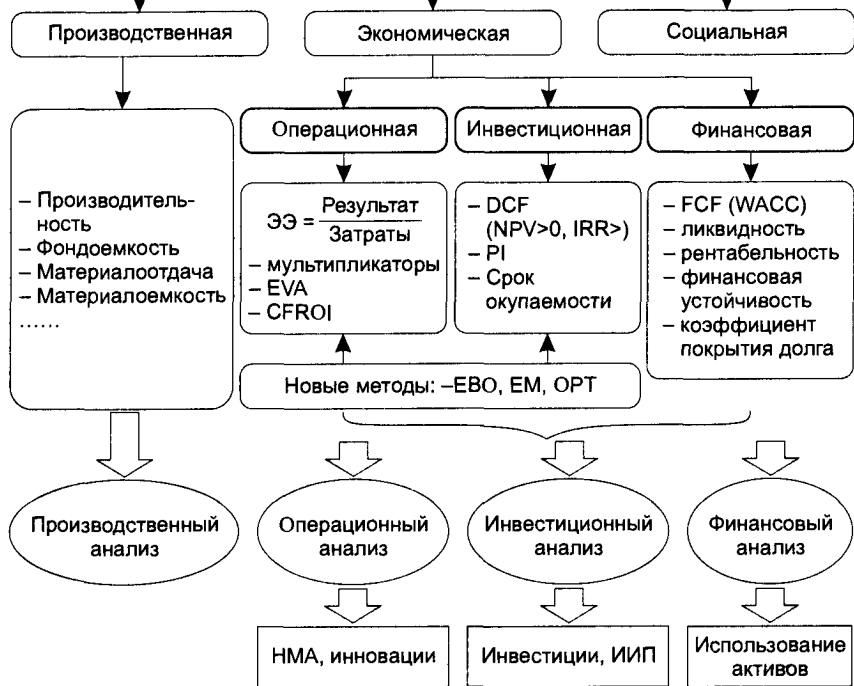 Производственная
Экономическая
Социальная
Операционная
Инвестиционная
Финансовая
– Производитель-
ность
– Фондоемкость
– Материалоотдача
– Материалоемкость
......
ЭЭ = Результат
Затраты
– мультипликаторы
– EVA
– CFROI
– DCF
(NPV>0, IRR>)
– PI
– Срок
окупаемости
– FCF (WACC)
– ликвидность
– рентабельность
– финансовая
устойчивость
– коэффициент
покрытия долга
Новые методы: –EBO, EM, OPT
Производственный
анализ
Операционный
анализ
Инвестиционный
анализ
Финансовый
анализ
НМА, инновации
Инвестиции, ИИП
Использование
активов